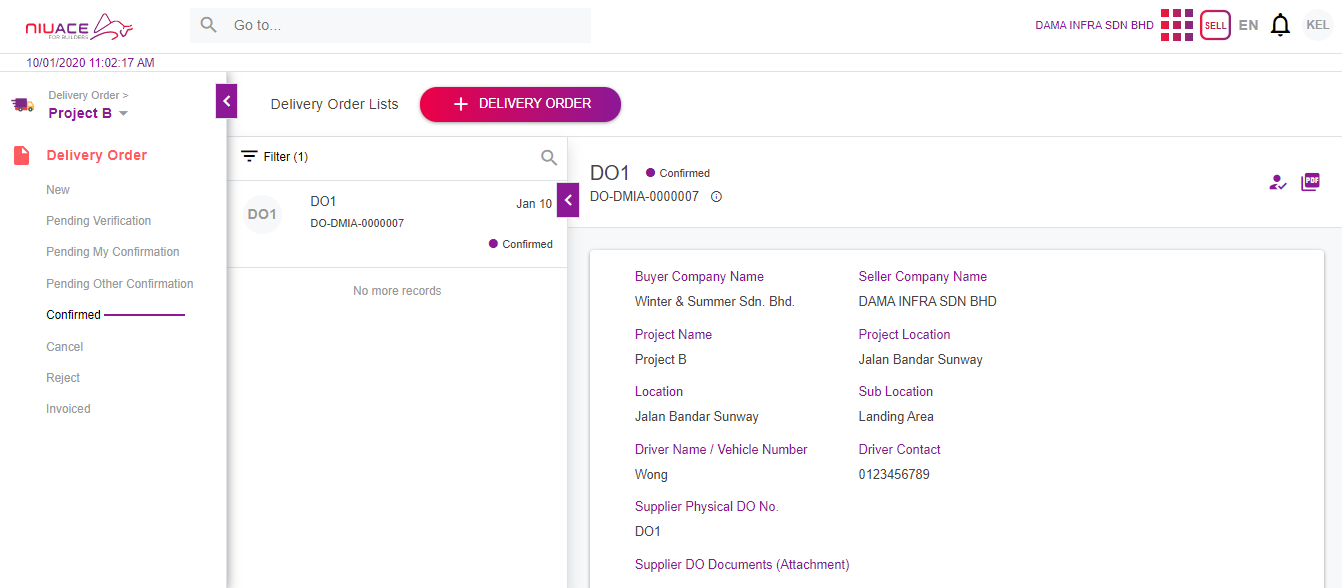 NIUACE
FOR BUILDERS
Go to...
DAMA INFRA SDN BHD
SELL
EN
KEL
10/01/2020 11:02:17 AM
Delivery Order >
Project B
Delivery Order
New
Pending Verification
Pending My Confirmation
Pending Other Confirmation
Confirmed
Cancel
Reject
Invoiced
Delivery Order Lists
+ DELIVERY ORDER
Filter (1)
DO1
DO1
Jan 10
DO-DMIA-0000007
Confirmed
No more records
DO1 Confirmed
DO-DMIA-0000007
PDF
Buyer Company Name
Seller Company Name
Winter & Summer Sdn. Bhd.
DAMA INFRA SDN BHD
Project Name
Project Location
Project B
Jalan Bandar Sunway
Location
Sub Location
Jalan Bandar Sunway
Landing Area
Driver Name / Vehicle Number
Driver Contact
Wong
0123456789
Supplier Physical DO No.
DO1
Supplier DO Documents (Attachment)